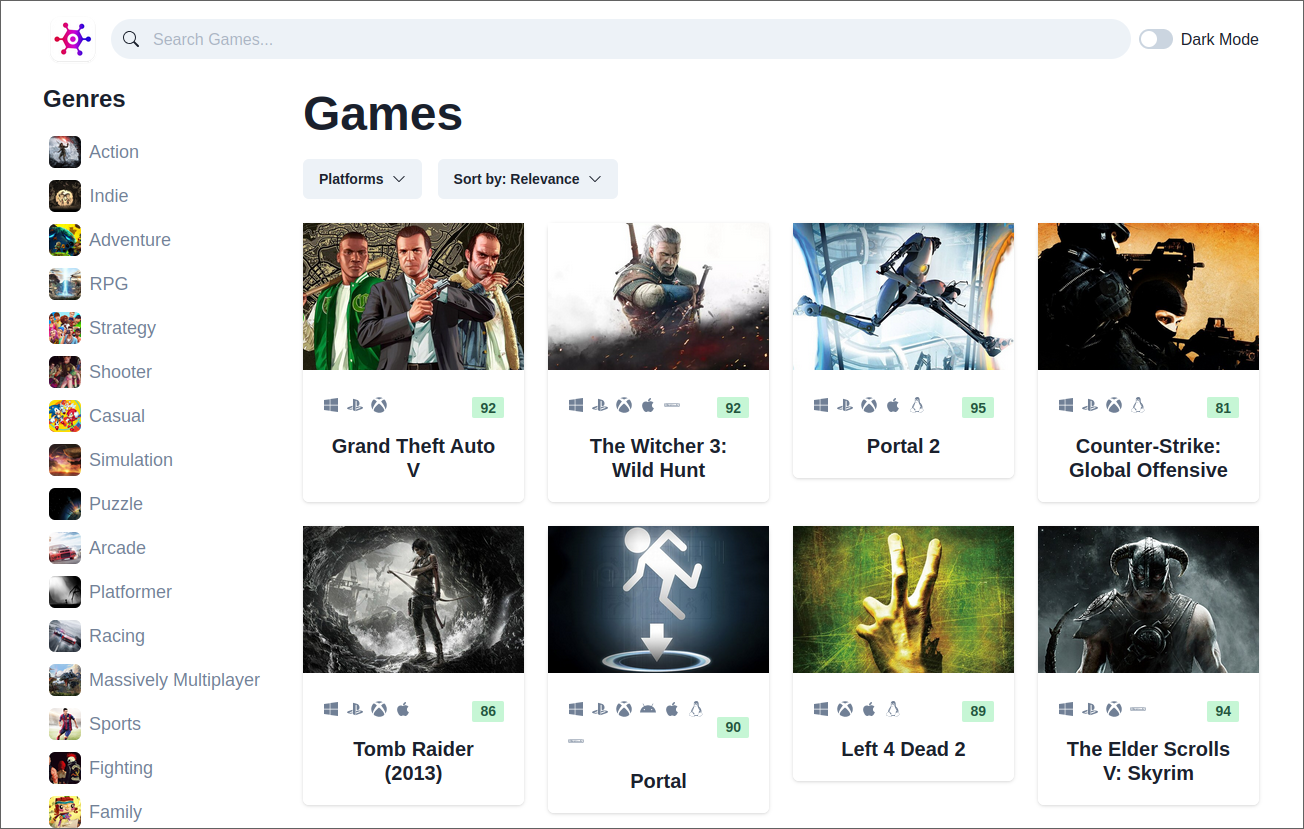 Search Games...
Dark Mode
Genres
Action
Indie
Adventure
RPG
Strategy
Shooter
Casual
Simulation
Puzzle
Arcade
Platformer
Racing
Massively Multiplayer
Sports
Fighting
Family
Games
Platforms
Sort by: Relevance
92
Grand Theft Auto
V
92
The Witcher 3:
Wild Hunt
95
Portal 2
81
Counter-Strike:
Global Offensive
86
Tomb Raider
(2013)
90
Portal
89
Left 4 Dead 2
94
The Elder Scrolls
V: Skyrim